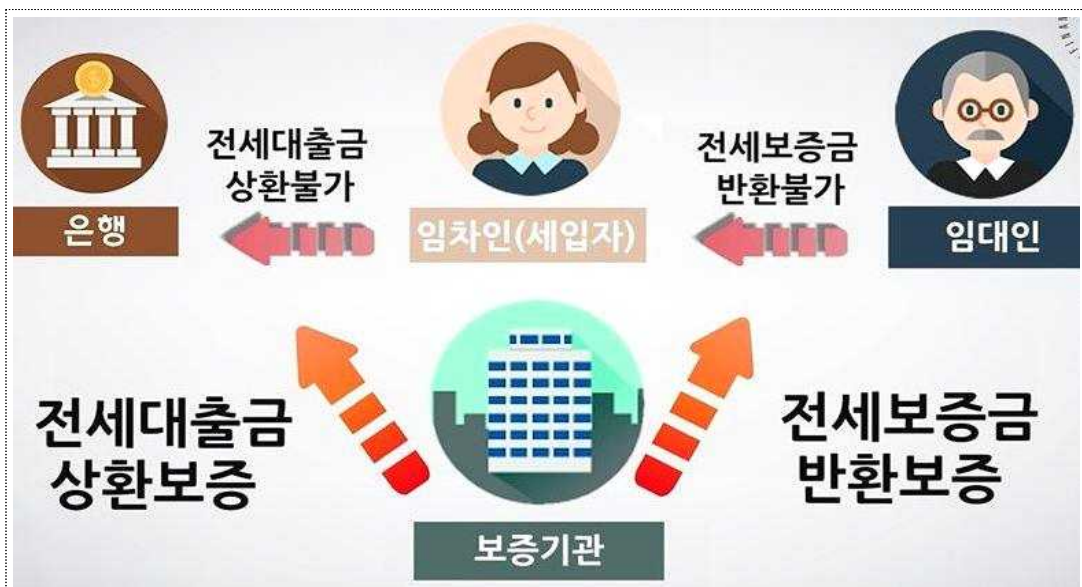 전세대출금
상환불가
전세보증금
반환불가
은행
임차인(세입자)
임대인
전세대출금
상환보증
전세보증금
반환보증
보증기관